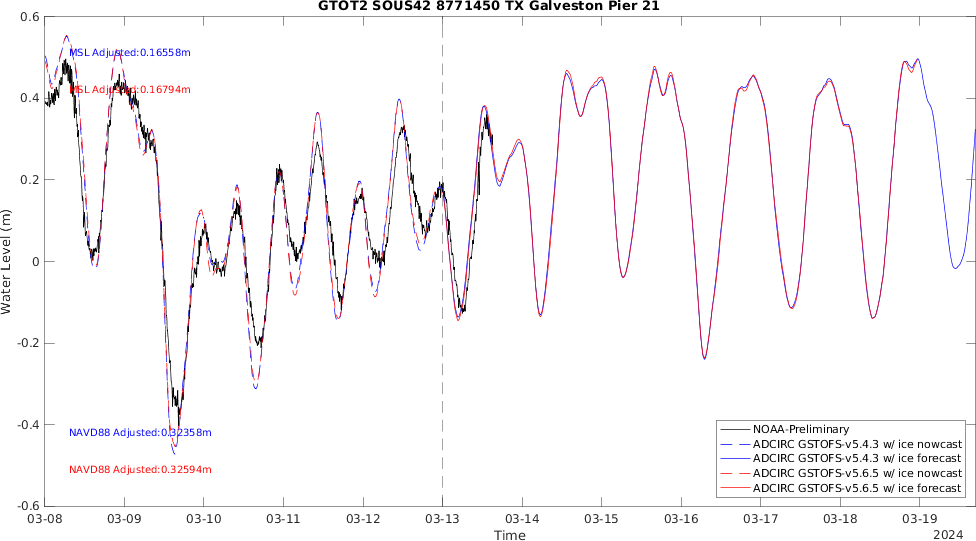 GTOT2 SOUS42 8771450 TX Galveston Pier 21
0.6
MSL Adjusted:0.16558m
MSL Adjusted:0.16794m
0.4
0.2
0
-0.2
-0.4
-0.6
Water Level (m)
NAVD88 Adjusted:0.32358m
NAVD88 Adjusted:0.32594m
NOAA-Preliminary
ADCIRC GSTOFS-v5.4.3 w/ ice nowcast
ADCIRC GSTOFS-v5.4.3 w/ ice forecast
ADCIRC GSTOFS-v5.6.5 w/ ice nowcast
ADCIRC GSTOFS-v5.6.5 w/ ice forecast
03-08 03-09 03-10 03-11 03-12 03-13 03-14 03-15 03-16 03-17 03-18 03-19
Time
2024